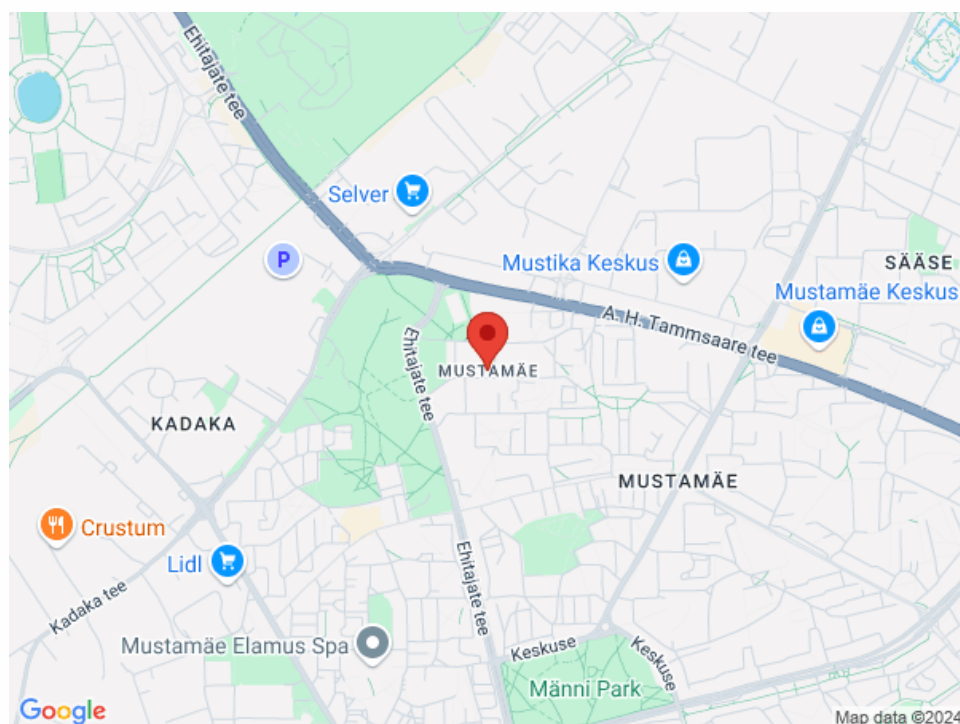 Ehitajate tee
Selver
P
Mustika Keskus
SÄÄSE
Mustamäe Keskus
A. H. Tammsaare tee
Ehitajate tee
MUSTAMÄE
KADAKA
MUSTAMÄE
Crustum
Lidl
Ehitajate tee
Kadaka tee
Mustamäe Elamus Spa
Keskuse
Keskuse
Männi Park
Google
Map data ©2024